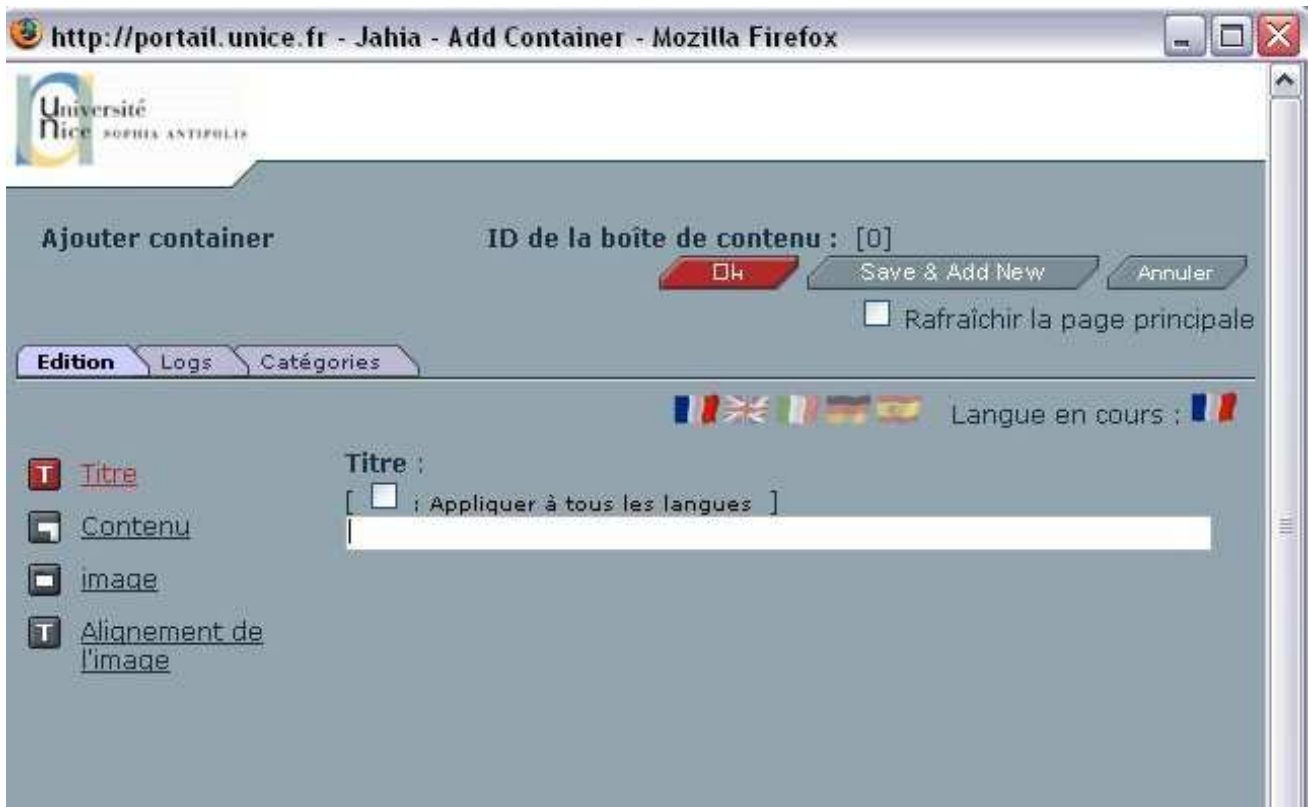 http://portail.unice.fr - Jahia - Add Container - Mozilla Firefox
Université
Nice SOPHIA ANTIPOLIS
Ajouter container
ID de la boîte de contenu : [0]
Ok
Save & Add New
Annuler
Rafraîchir la page principale
Edition
Logs
Catégories
Langue en cours :
Titre
Contenu
image
Alignement de
l'image
Titre :
[ : Appliquer à tous les langues ]